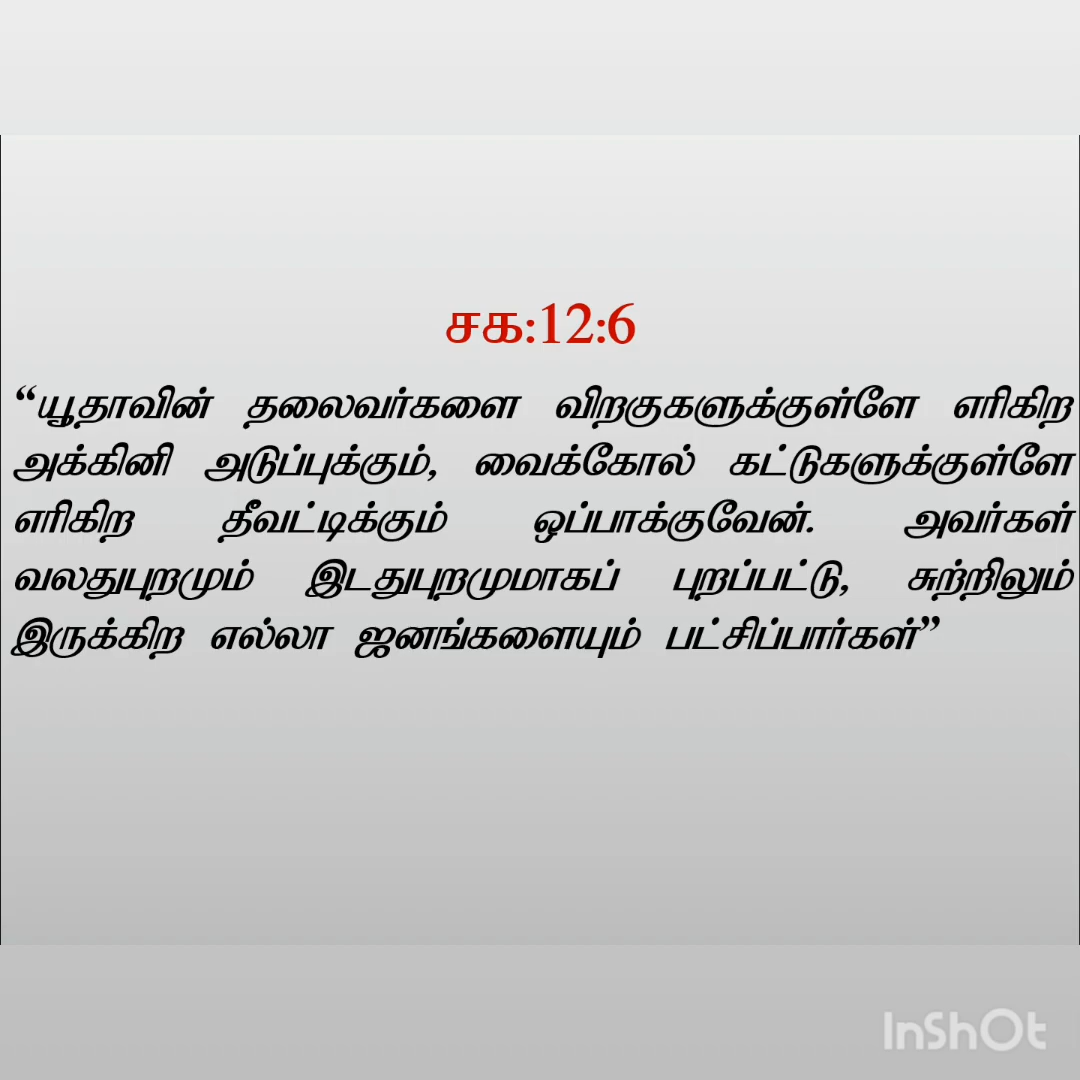 சக:12:6
“யூதாவின் தலைவர்களை விறகுகளுக்குள்ளே எரிகிற
அக்கினி அடுப்புக்கும், வைக்கோல் கட்டுகளுக்குள்ளே
எரிகிற தீவட்டிக்கும் ஒப்பாக்குவேன். அவர்கள்
வலதுபுறமும் இடதுபுறமுமாகப் புறப்பட்டு, சுற்றிலும்
இருக்கிற எல்லா ஜனங்களையும் பட்சிப்பார்கள்”
InShOt